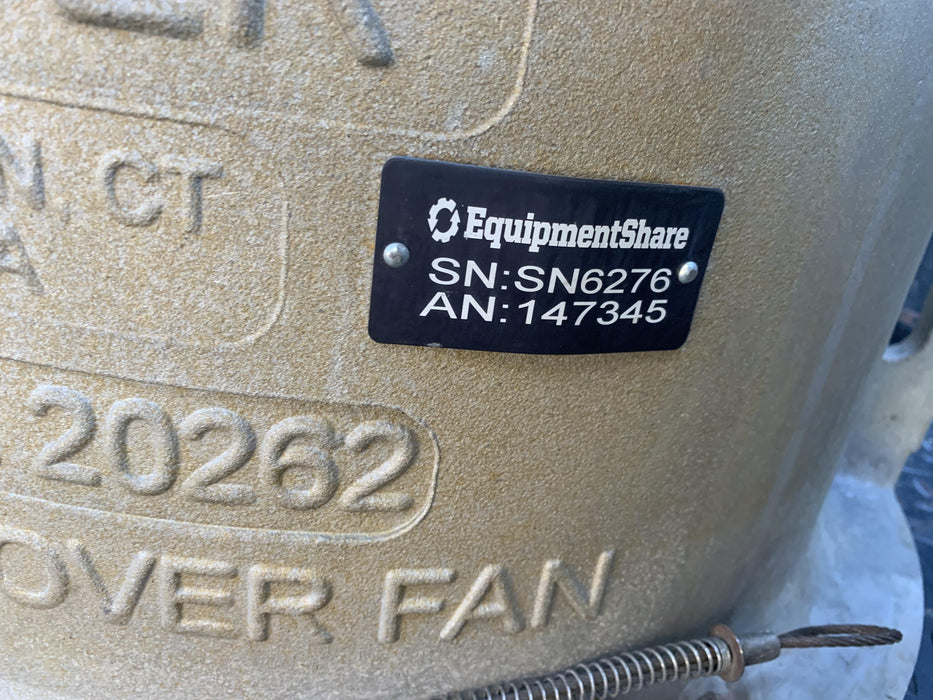 CT
EquipmentShare
SN:SN6276
AN:147345
20262
OVER FAN